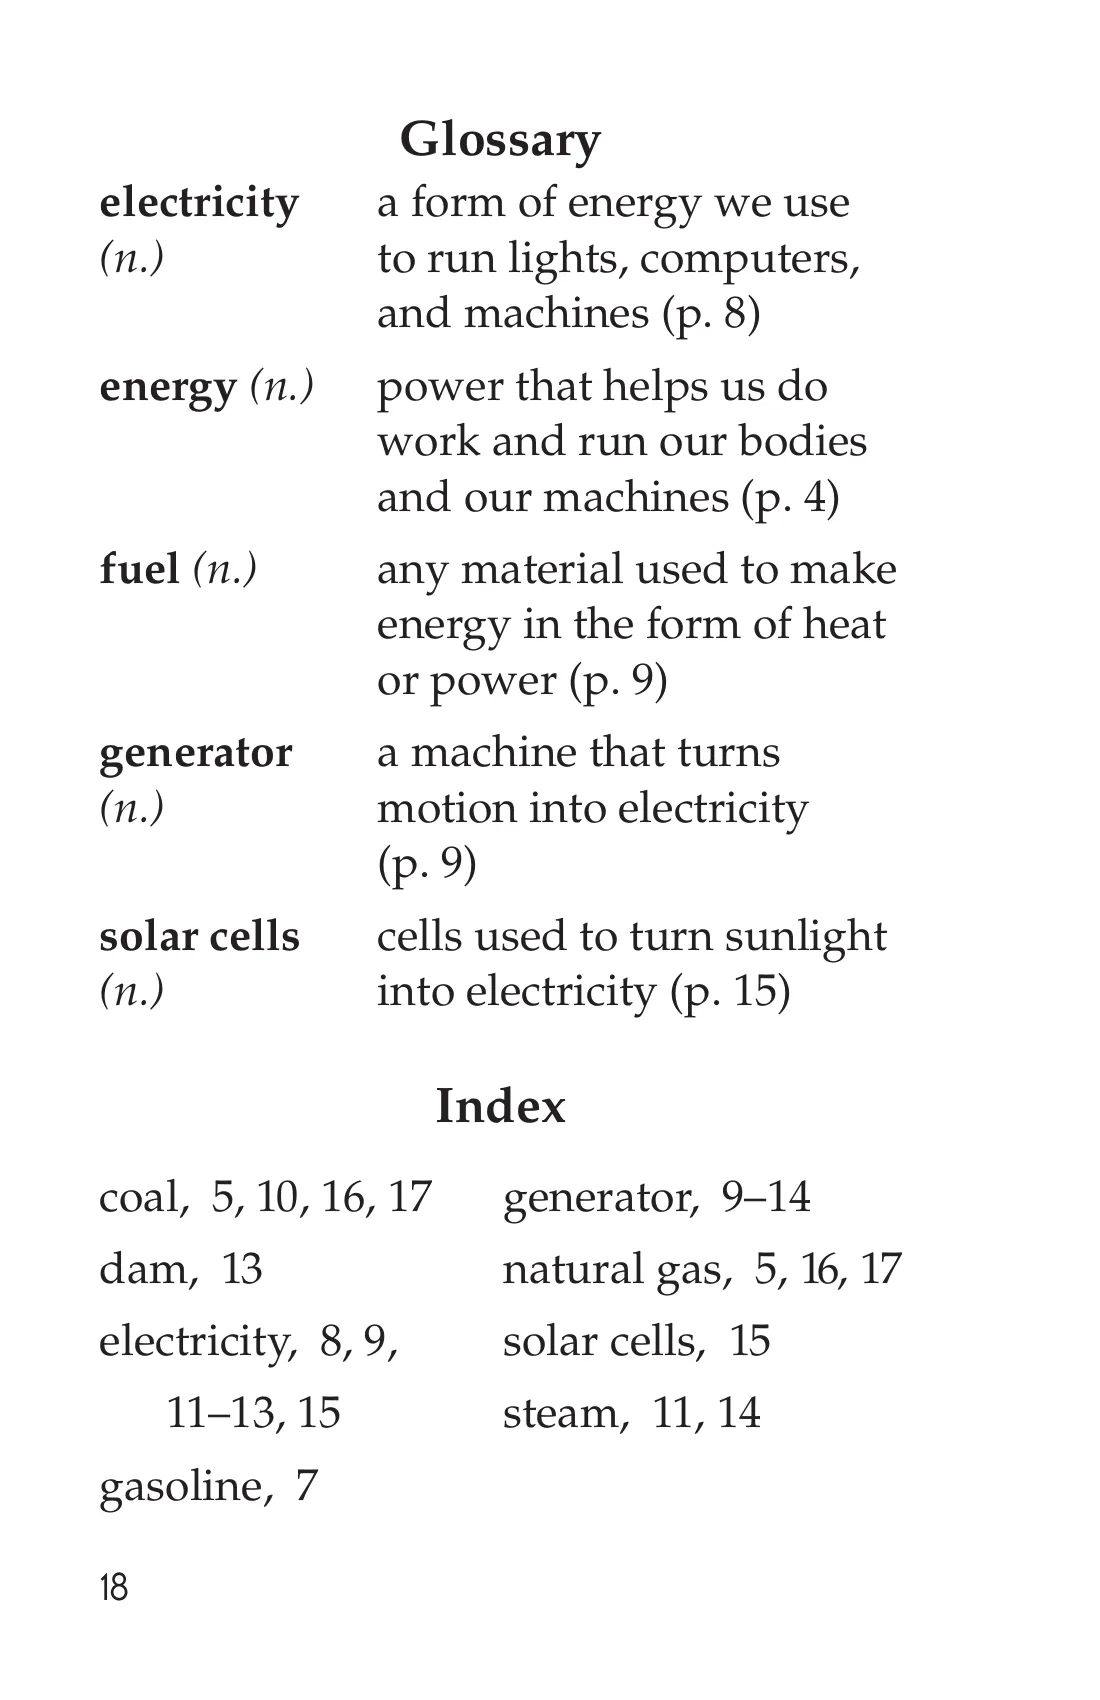 Glossary
electricity a form of energy we use
(n.) to run lights, computers,
and machines (p. 8)
energy (n.) power that helps us do
work and run our bodies
and our machines (p. 4)
fuel (n.) any material used to make
energy in the form of heat
or power (p. 9)
generator a machine that turns
(n.) motion into electricity
(p. 9)
solar cells cells used to turn sunlight
(n.) into electricity (p. 15)
Index
coal, 5, 10, 16, 17
dam, 13
electricity, 8, 9,
11–13, 15
gasoline, 7
generator, 9–14
natural gas, 5, 16, 17
solar cells, 15
steam, 11, 14
18